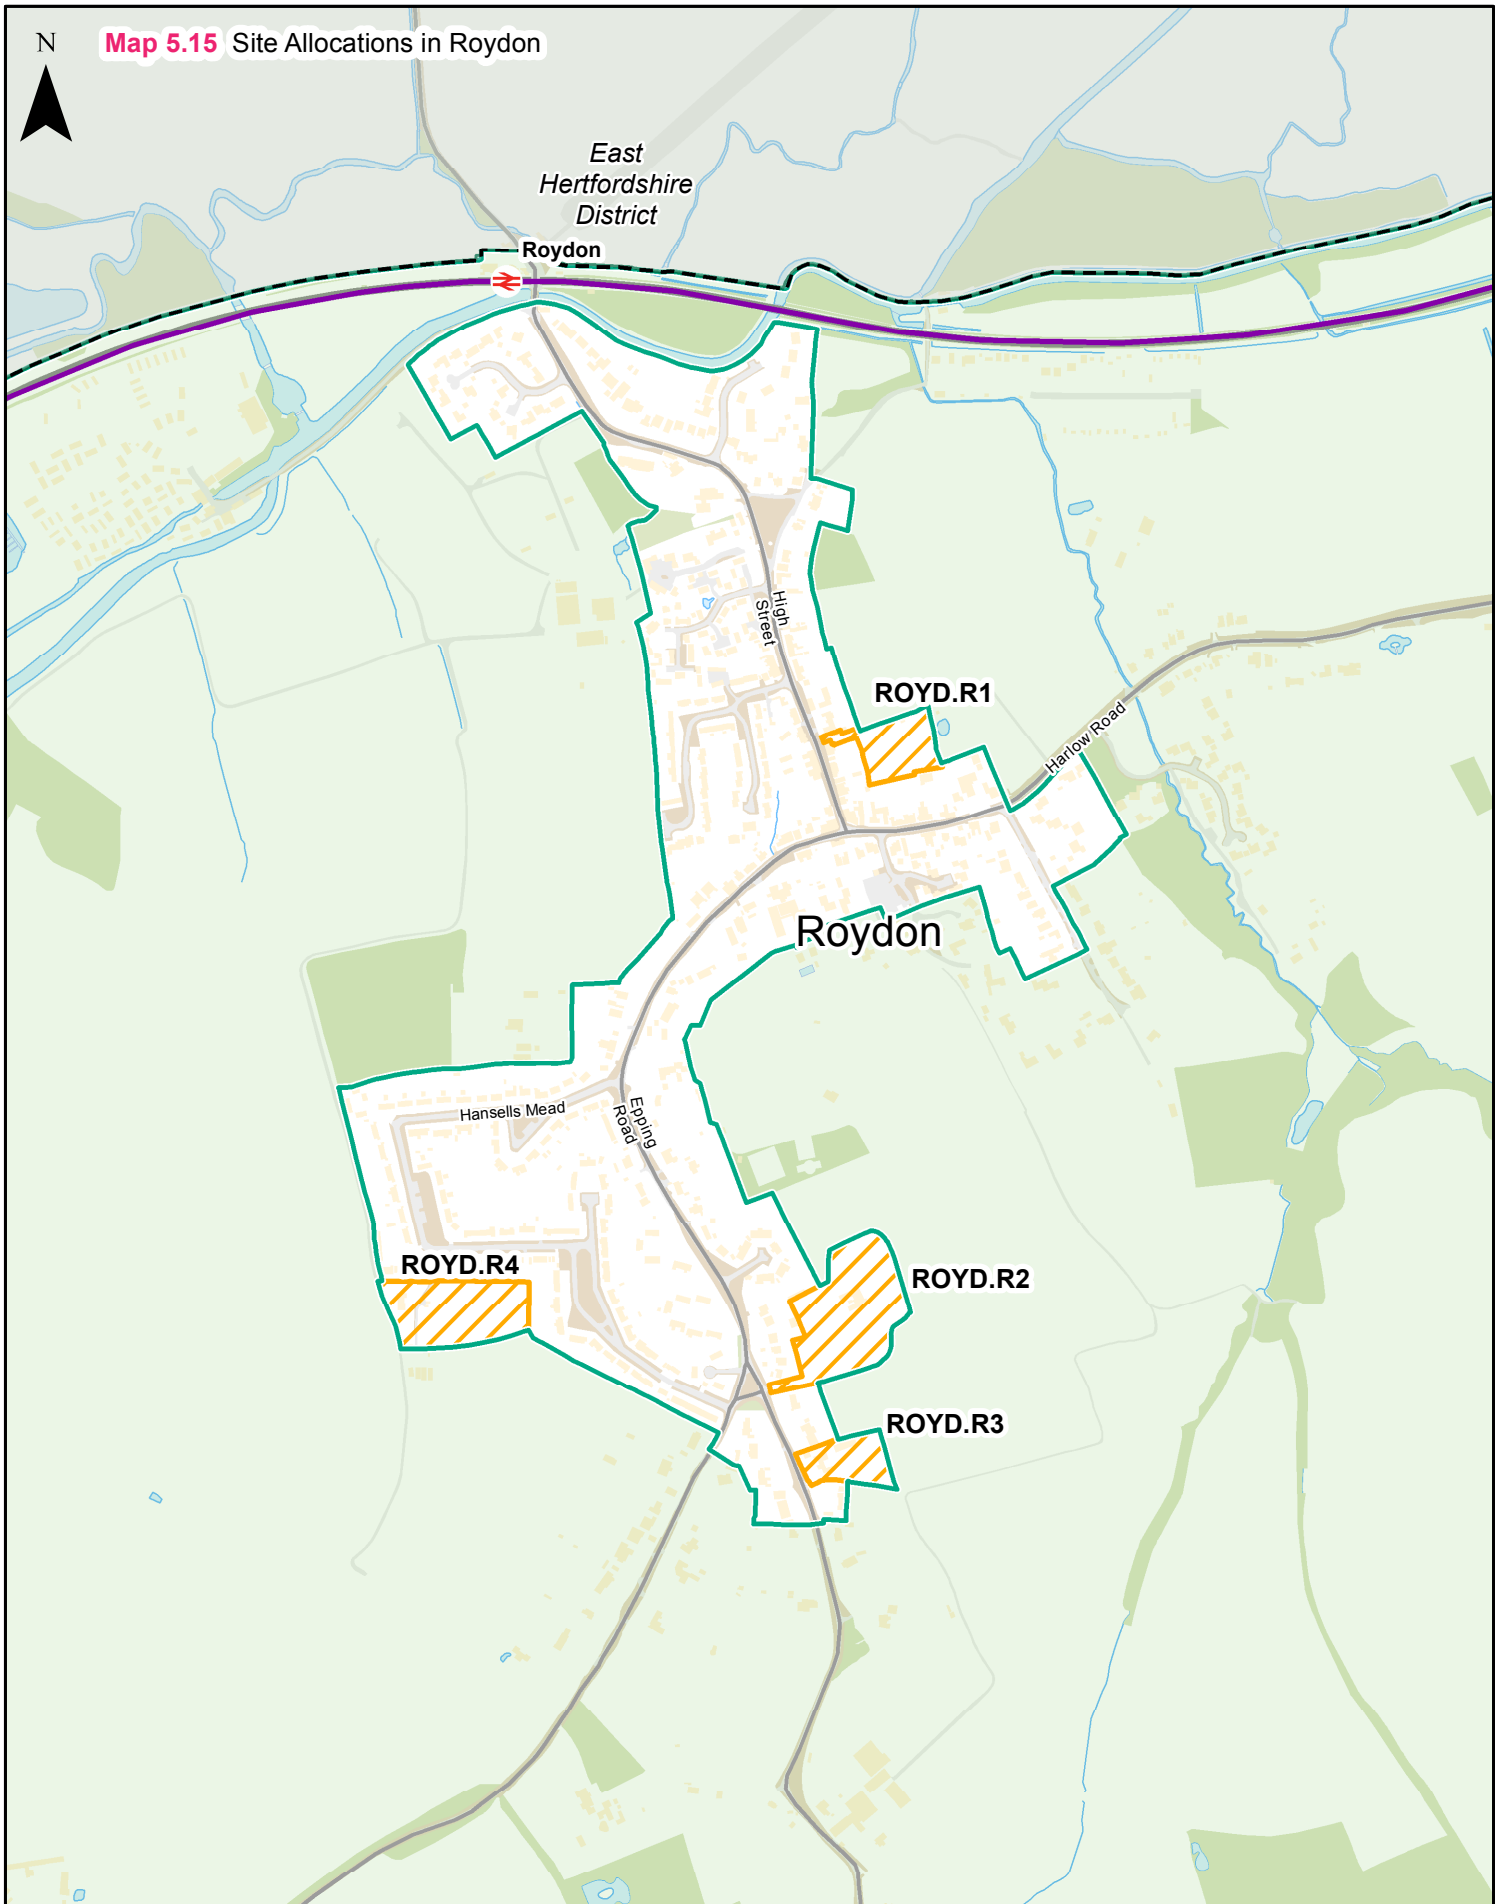 N
Map 5.15 Site Allocations in Roydon
East
Hertfordshire
District
Roydon
High
Street
ROYD.R1
Harlow Road
Roydon
Hansells Mead
Epping
Road
ROYD.R4
ROYD.R2
ROYD.R3